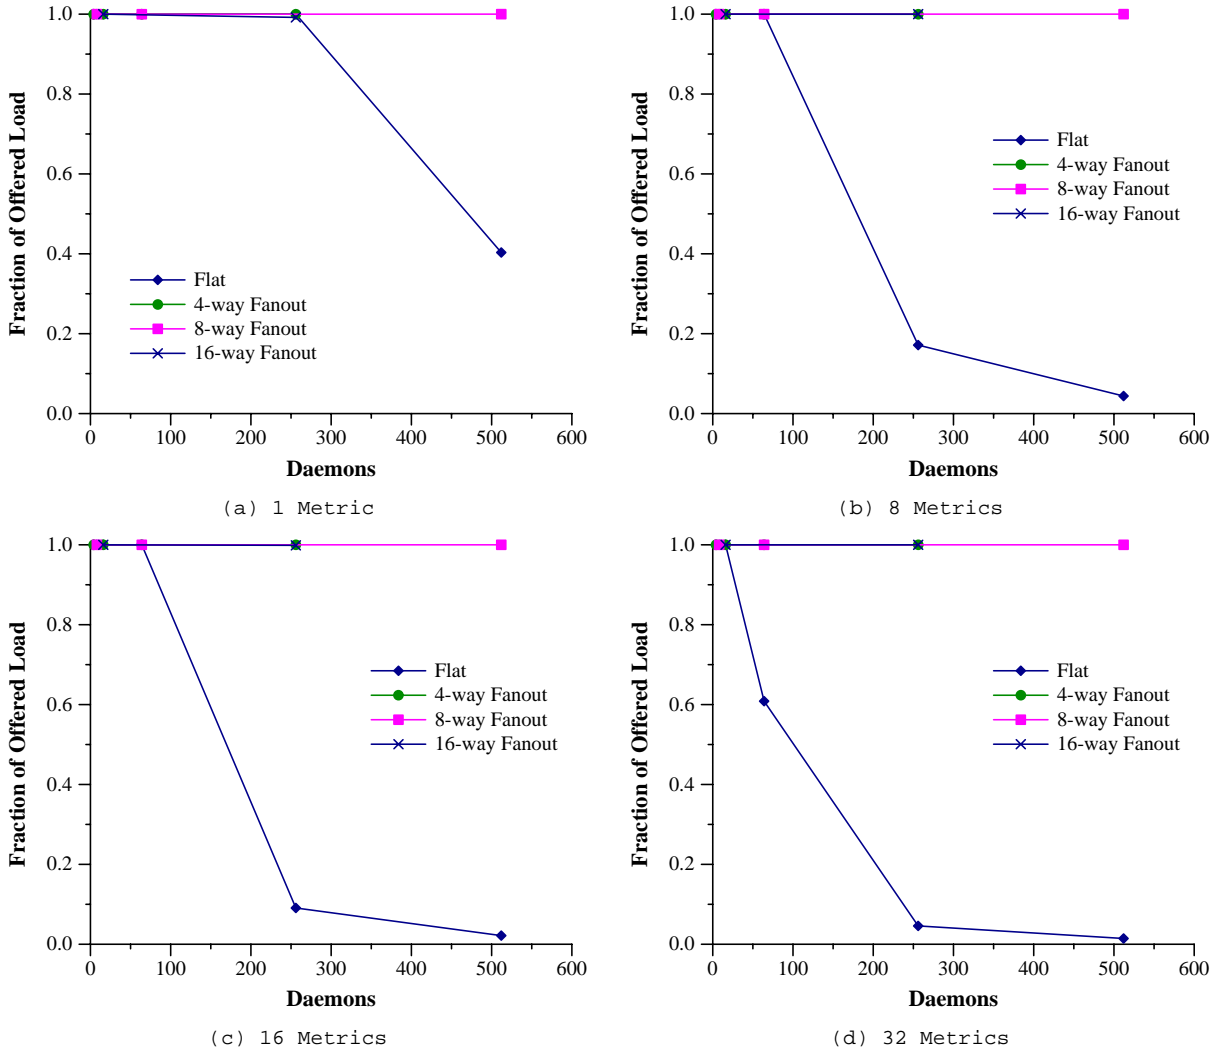 1.0
0.8
0.6
0.4
0.2
0.0
Fraction of Offered Load
Flat
4-way Fanout
8-way Fanout
16-way Fanout
0 100 200 300 400 500 600
Daemons
(a) 1 Metric
1.0
0.8
0.6
0.4
0.2
0.0
Fraction of Offered Load
Flat
4-way Fanout
8-way Fanout
16-way Fanout
0 100 200 300 400 500 600
Daemons
(b) 8 Metrics
1.0
0.8
0.6
0.4
0.2
0.0
Fraction of Offered Load
Flat
4-way Fanout
8-way Fanout
16-way Fanout
0 100 200 300 400 500 600
Daemons
(c) 16 Metrics
1.0
0.8
0.6
0.4
0.2
0.0
Fraction of Offered Load
Flat
4-way Fanout
8-way Fanout
16-way Fanout
0 100 200 300 400 500 600
Daemons
(d) 32 Metrics